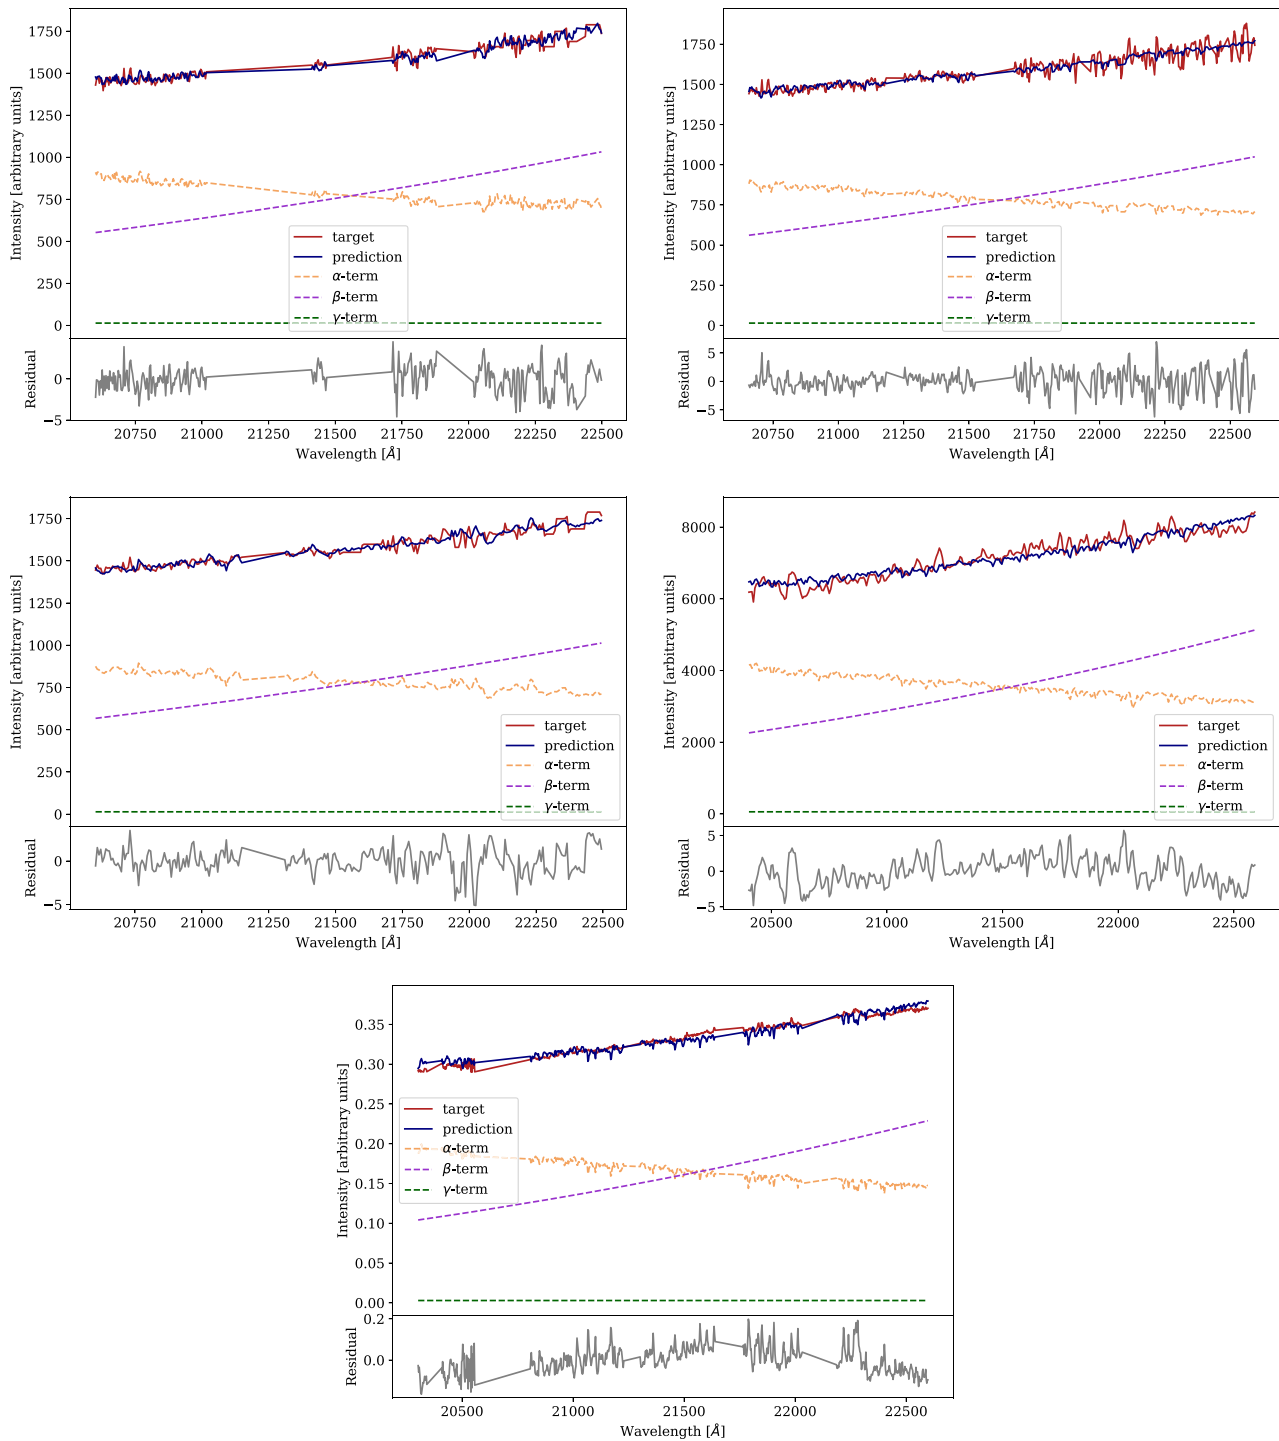 1750
1500
1250
1000
750
500
250
0
Intensity [arbitrary units]
target
prediction
α-term
β-term
γ-term
0
−5
Residual
20750 21000 21250 21500 21750 22000 22250 22500
Wavelength [Å]
1750
1500
1250
1000
750
500
250
0
Intensity [arbitrary units]
target
prediction
α-term
β-term
γ-term
5
0
−5
Residual
20750 21000 21250 21500 21750 22000 22250 22500
Wavelength [Å]
1750
1500
1250
1000
750
500
250
0
Intensity [arbitrary units]
target
prediction
α-term
β-term
γ-term
0
−5
Residual
20750 21000 21250 21500 21750 22000 22250 22500
Wavelength [Å]
8000
6000
4000
2000
0
Intensity [arbitrary units]
target
prediction
α-term
β-term
γ-term
5
0
−5
Residual
20500 21000 21500 22000 22500
Wavelength [Å]
0.35
0.30
0.25
0.20
0.15
0.10
0.05
0.00
Intensity [arbitrary units]
target
prediction
α-term
β-term
γ-term
0.2
0.0
Residual
20500 21000 21500 22000 22500
Wavelength [Å]